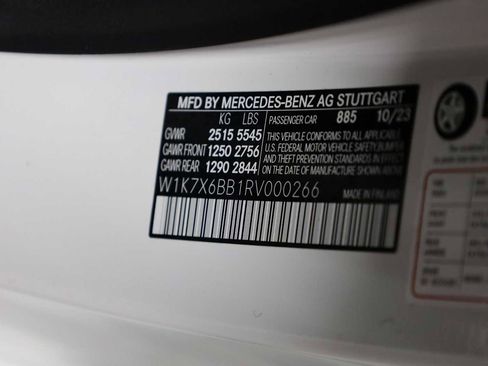 MFD BY MERCEDES-BENZ AG STUTTGART
KG LBS PASSENGER CAR 885 10/23
GVWR 2515 5545
GAWR FRONT 1250 2756
GAWR REAR 1290 2844
THIS VEHICLE CONFORMS TO ALL APPLICABLE
U.S. FEDERAL MOTOR VEHICLE SAFETY, BUMPER
AND THEFT PREVENTION STANDARDS IN EFFECT
ON THE DATE OF MANUFACTURE SHOWN ABOVE
W1K7X6BB1RV000266
MADE IN FINLAND